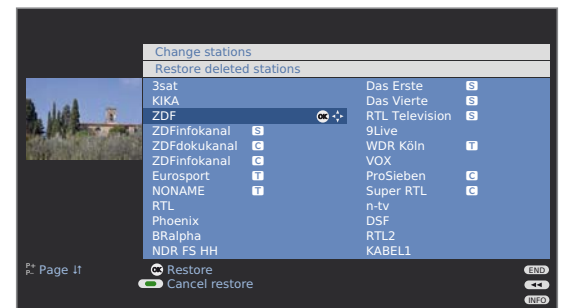 Change stations
Restore deleted stations
3sat
KIKA
ZDF OK
ZDFinfokanal S
ZDFdokukanal C
ZDFinfokanal C
Eurosport T
NONAME T
RTL
Phoenix
BRalpha
NDR FS HH
Das Erste S
Das Vierte S
RTL Television S
9Live
WDR Köln T
VOX
ProSieben C
Super RTL C
n-tv
DSF
RTL2
KABEL1
P+ P- Page
OK Restore
Cancel restore
END
INFO